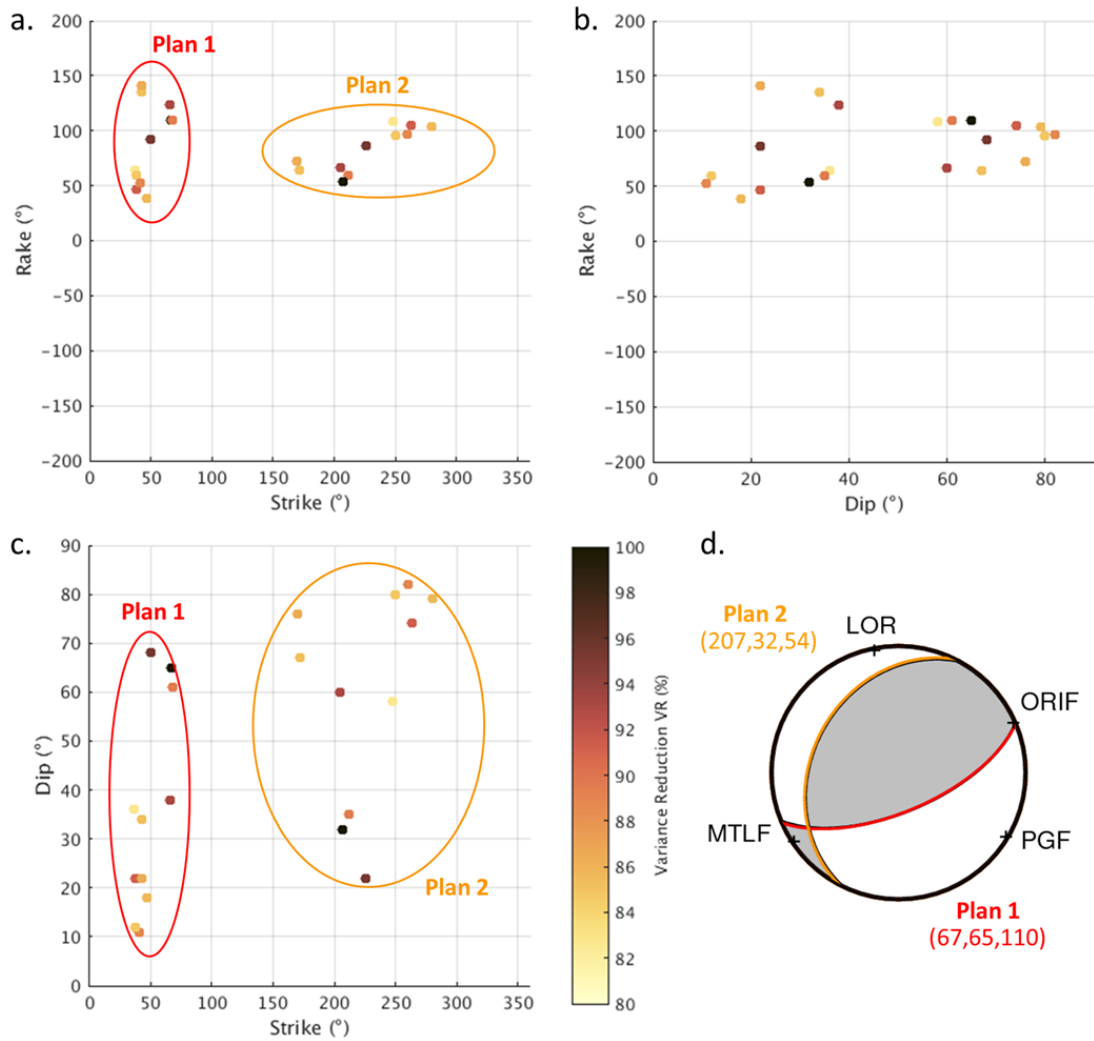 a.
Plan 1
Plan 2
200
150
100
50
0
−50
−100
−150
−200
Rake (°)
0
50
100
150
200
250
300
350
Strike (°)
b.
200
150
100
50
0
−50
−100
−150
−200
Rake (°)
0
20
40
60
80
Dip (°)
c.
Plan 1
Plan 2
90
80
70
60
50
40
30
20
10
0
Dip (°)
0
50
100
150
200
250
300
350
Strike (°)
100
98
96
94
92
90
88
86
84
82
80
Variance Reduction VR (%)
d.
Plan 2
(207,32,54)
LOR
ORIF
MTLF
PGF
Plan 1
(67,65,110)